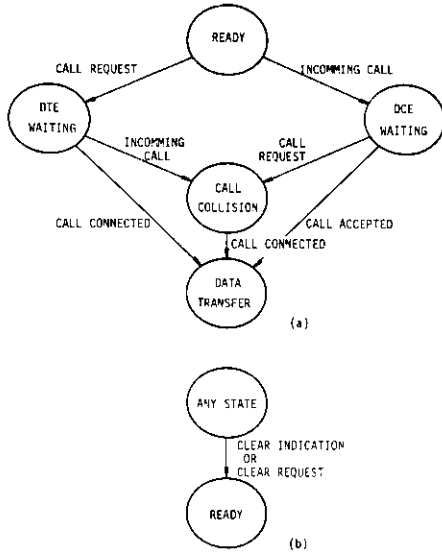 READY
CALL REQUEST
INCOMMING CALL
DTE
WAITING
DCE
WAITING
INCOMMING
CALL
CALL
REQUEST
CALL
COLLISION
CALL CONNECTED
CALL ACCEPTED
CALL CONNECTED
DATA
TRANSFER
(a)
ANY STATE
CLEAR INDICATION
OR
CLEAR REQUEST
READY
(b)